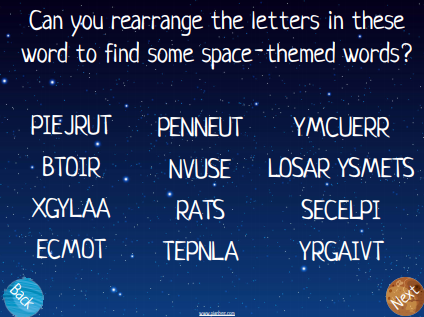 Can you rearrange the letters in these
word to find some space-themed words?
PIEJRUT PENNEUT YMCUERR
BTOIR NVUSE LOSAR YSMETS
XGYLAA RATS SECELPI
ECMOT TEPNLA YRGAIVT
Back
Next